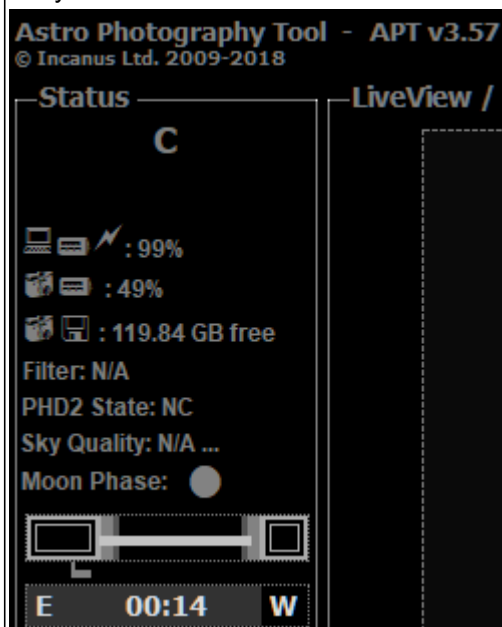 Astro Photography Tool - APT v3.57
© Incanus Ltd. 2009-2018
Status
LiveView /
C
: 99%
: 49%
: 119.84 GB free
Filter: N/A
PHD2 State: NC
Sky Quality: N/A ...
Moon Phase:
E 00:14 W